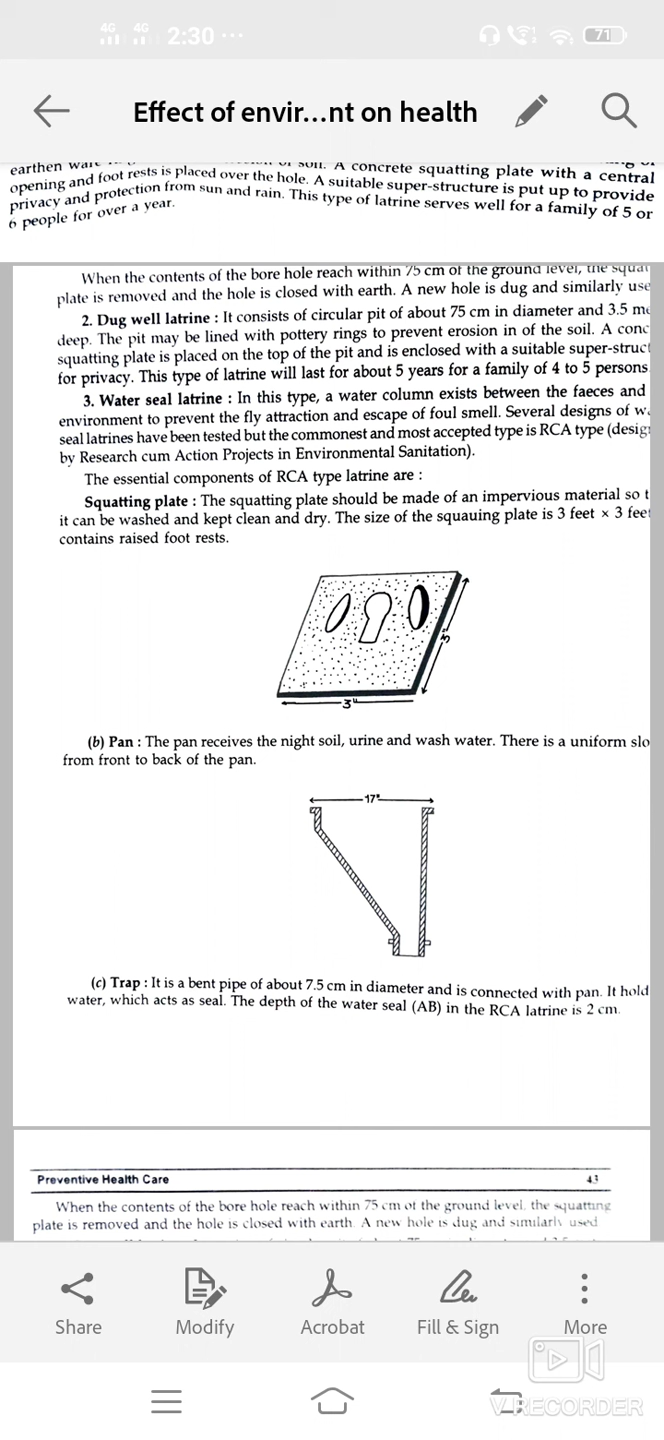 4G 4G 2:30 ...
71
Effect of envir...nt on health
earthen ware soil. A concrete squatting plate with a central
opening and foot rests is placed over the hole. A suitable super-structure is put up to provide
privacy and protection from sun and rain. This type of latrine serves well for a family of 5 or
6 people for over a year.
When the contents of the bore hole reach within 75 cm of the ground level, the squat
plate is removed and the hole is closed with earth. A new hole is dug and similarly use
2. Dug well latrine : It consists of circular pit of about 75 cm in diameter and 3.5 me
deep. The pit may be lined with pottery rings to prevent erosion in of the soil. A conc
squatting plate is placed on the top of the pit and is enclosed with a suitable super-struct
for privacy. This type of latrine will last for about 5 years for a family of 4 to 5 persons
3. Water seal latrine : In this type, a water column exists between the faeces and
environment to prevent the fly attraction and escape of foul smell. Several designs of wa
seal latrines have been tested but the commonest and most accepted type is RCA type (desig
by Research cum Action Projects in Environmental Sanitation).
The essential components of RCA type latrine are :
Squatting plate : The squatting plate should be made of an impervious material so t
it can be washed and kept clean and dry. The size of the squauing plate is 3 feet × 3 feet
contains raised foot rests.
3"
3"
(b) Pan : The pan receives the night soil, urine and wash water. There is a uniform slo
from front to back of the pan.
17"
(c) Trap : It is a bent pipe of about 7.5 cm in diameter and is connected with pan. It hold
water, which acts as seal. The depth of the water seal (AB) in the RCA latrine is 2 cm.
Preventive Health Care 43
When the contents of the bore hole reach within 75 cm of the ground level, the squatting
plate is removed and the hole is closed with earth. A new hole is dug and similarly used
Share Modify Acrobat Fill & Sign More
V RECORDER